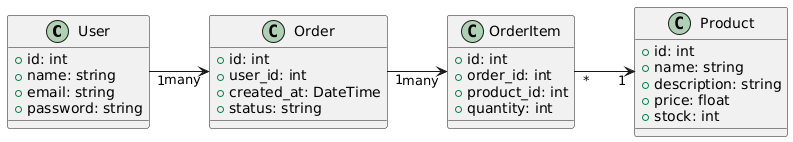 C User
+ id: int
+ name: string
+ email: string
+ password: string
1 many
C Order
+ id: int
+ user_id: int
+ created_at: DateTime
+ status: string
1 many
C OrderItem
+ id: int
+ order_id: int
+ product_id: int
+ quantity: int
* 1
C Product
+ id: int
+ name: string
+ description: string
+ price: float
+ stock: int